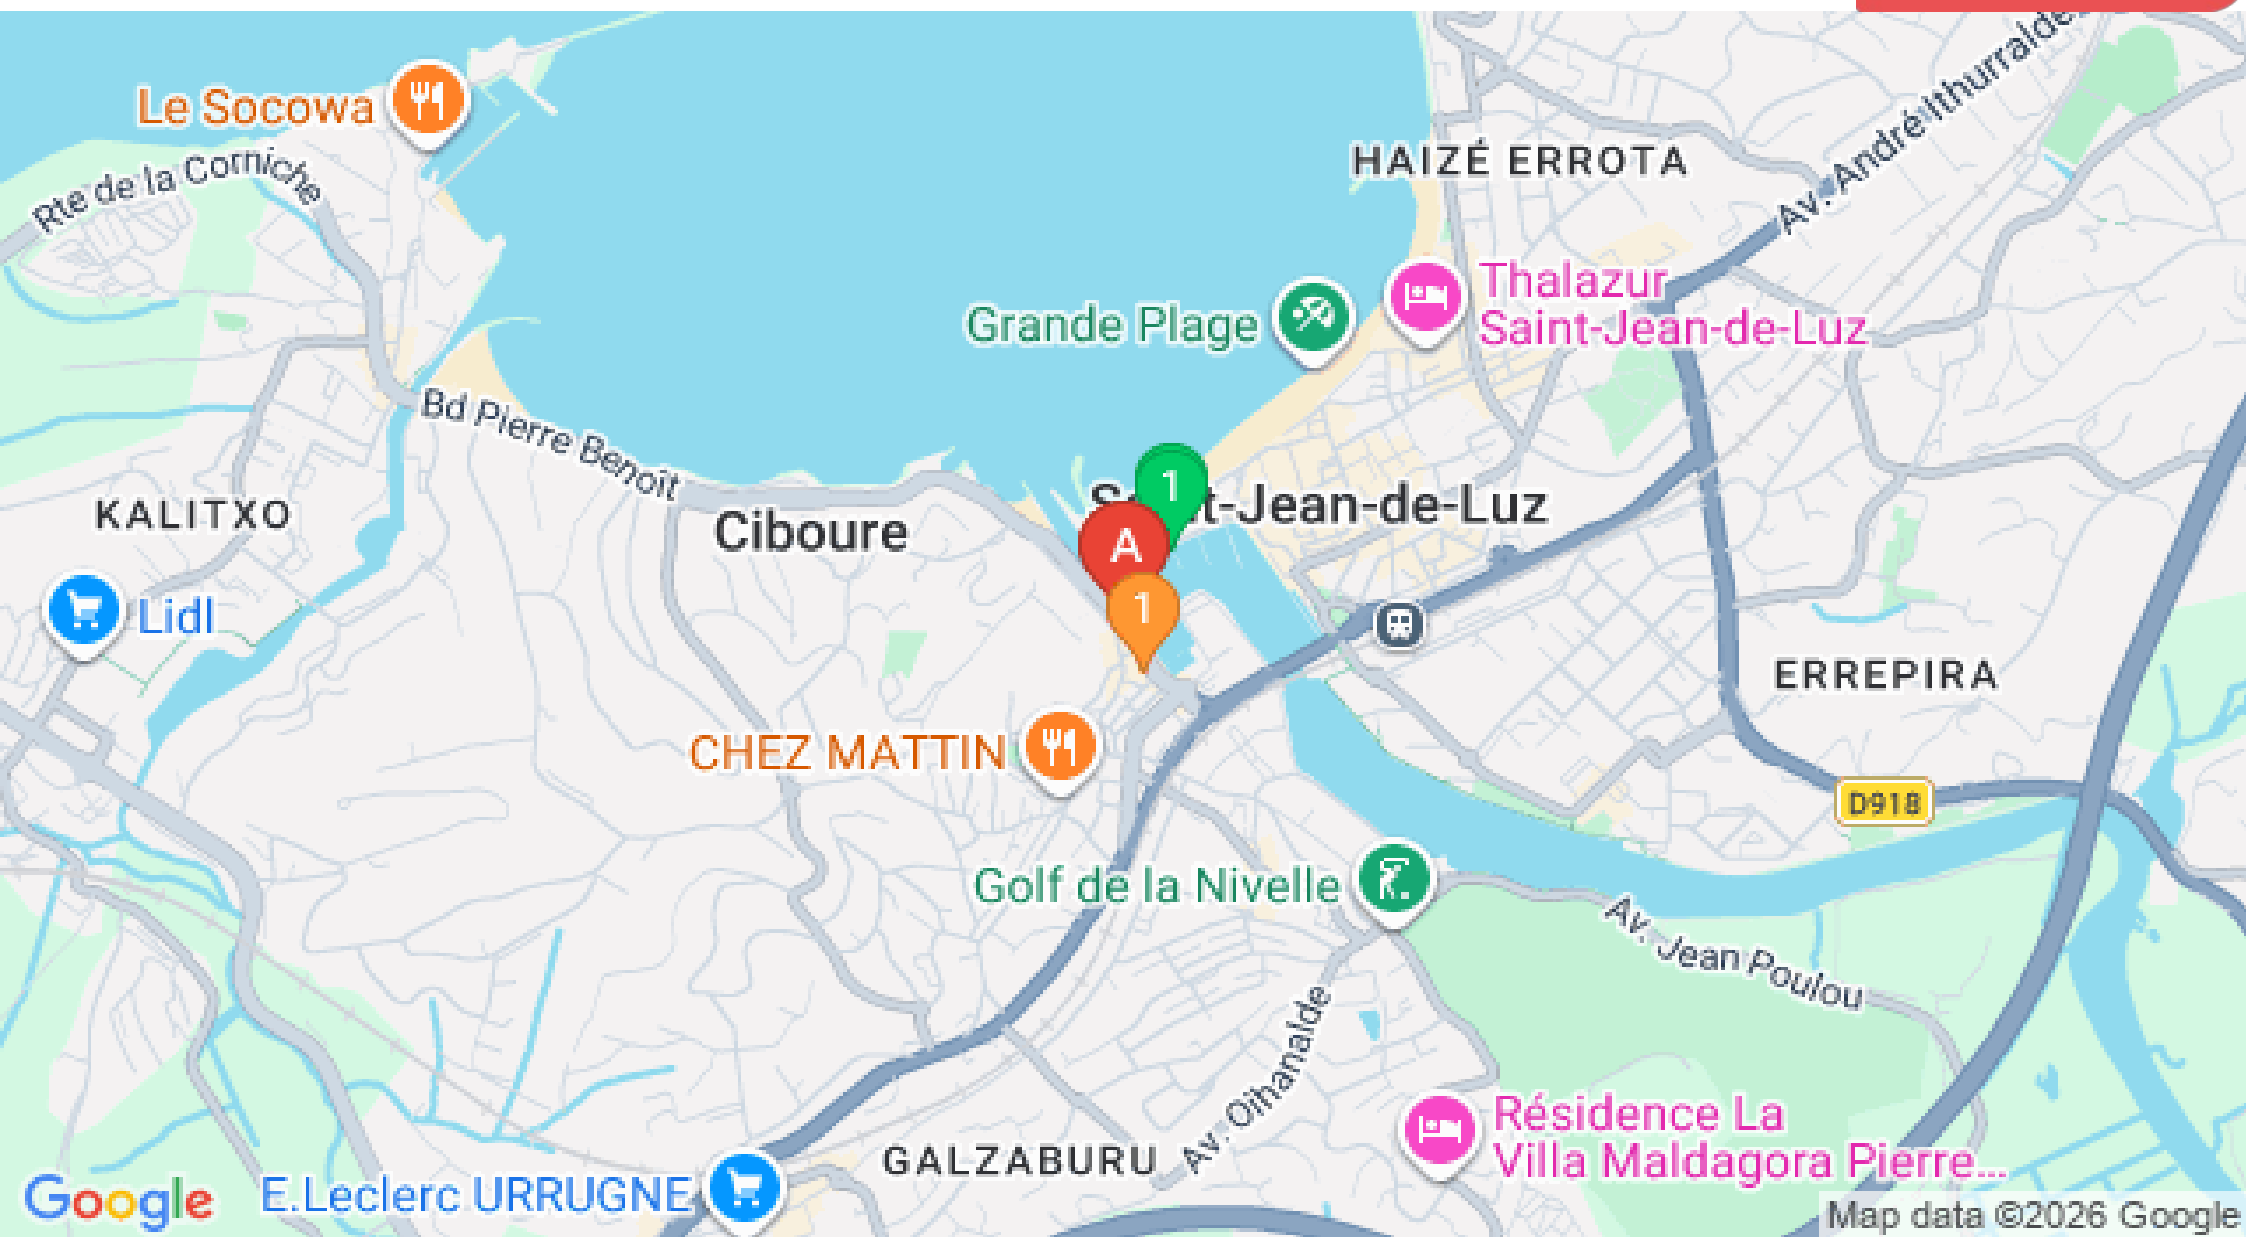 Le Socowa
Rte de la Corniche
HAIZÉ ERROTA
Av. André Ithurralde
Grande Plage
Thalazur
Saint-Jean-de-Luz
Bd Pierre Benoit
KALITXO
Ciboure
1
t-Jean-de-Luz
A
1
Lidl
ERREPIRA
CHEZ MATTIN
D918
Golf de la Nivelle
Av. Jean Poulou
Av. Oihanalde
GALZABURU
Résidence La
Villa Maldagora Pierre...
E.Leclerc URRUGNE
Google
Map data ©2026 Google